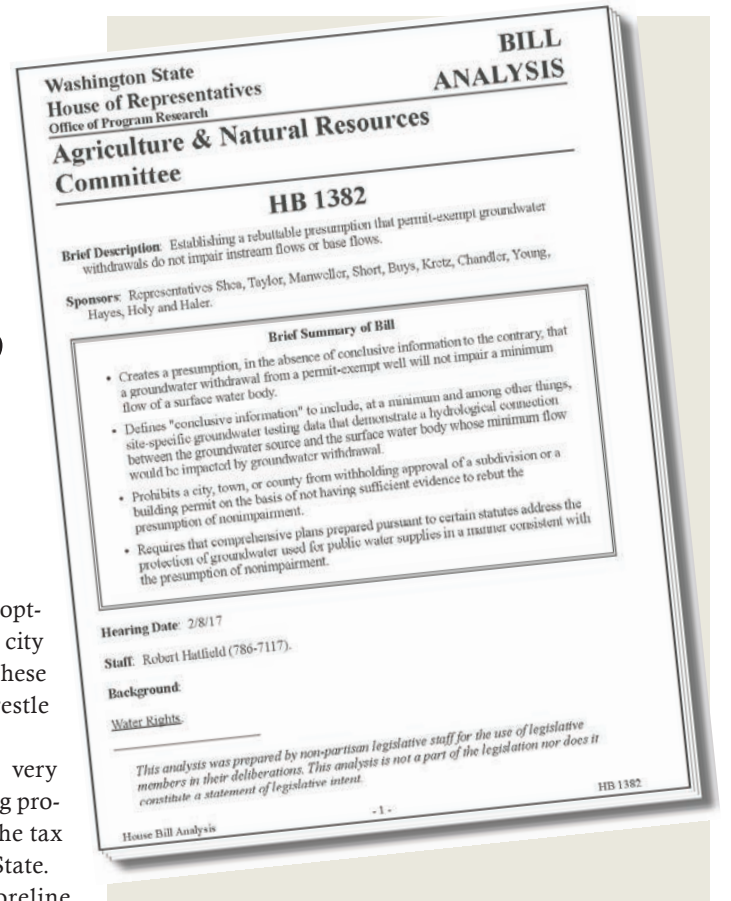 Washington State
House of Representatives
Office of Program Research
BILL
ANALYSIS
Agriculture & Natural Resources
Committee
HB 1382
Brief Description: Establishing a rebuttable presumption that permit-exempt groundwater
withdrawals do not impair instream flows or base flows.
Sponsors: Representatives Shea, Taylor, Manweller, Short, Buys, Kretz, Chandler, Young,
Hayes, Holy and Haler.
Brief Summary of Bill
• Creates a presumption, in the absence of conclusive information to the contrary, that
a groundwater withdrawal from a permit-exempt well will not impair a minimum
flow of a surface water body.
• Defines "conclusive information" to include, at a minimum and among other things,
site-specific groundwater testing data that demonstrate a hydrological connection
between the groundwater source and the surface water body whose minimum flow
would be impacted by groundwater withdrawal.
• Prohibits a city, town, or county from withholding approval of a subdivision or a
building permit on the basis of not having sufficient evidence to rebut the
presumption of nonimpairment.
• Requires that comprehensive plans prepared pursuant to certain statutes address the
protection of groundwater used for public water supplies in a manner consistent with
the presumption of nonimpairment.
Hearing Date: 2/8/17
Staff: Robert Hatfield (786-7117).
Background:
Water Rights.
This analysis was prepared by non-partisan legislative staff for the use of legislative
members in their deliberations. This analysis is not a part of the legislation nor does it
constitute a statement of legislative intent.
House Bill Analysis
- 1 -
HB 1382
)
opt-
city
hese
estle
very
g pro-
he tax
State.
oreline